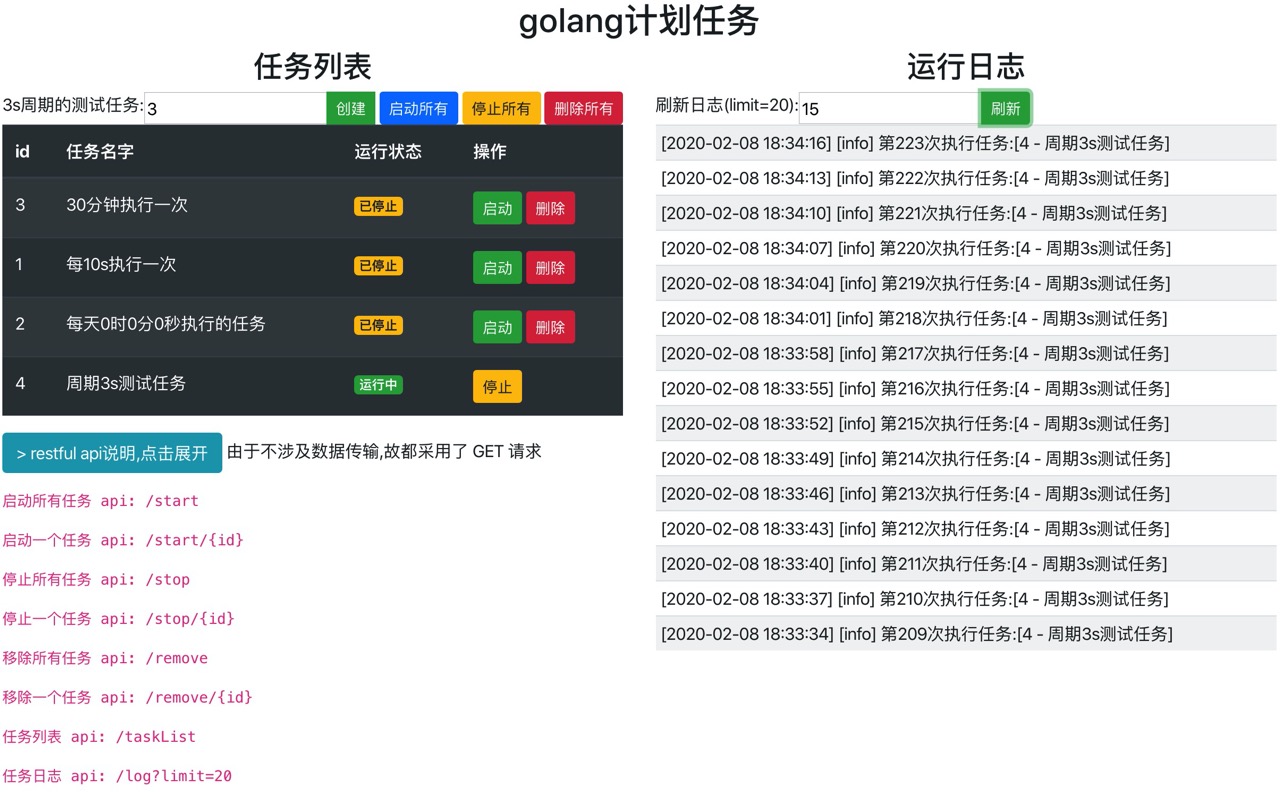 golang计划任务
任务列表
3s周期的测试任务: 3 创建 启动所有 停止所有 删除所有
id 任务名字 运行状态 操作
3 30分钟执行一次 已停止 启动 删除
1 每10s执行一次 已停止 启动 删除
2 每天0时0分0秒执行的任务 已停止 启动 删除
4 周期3s测试任务 运行中 停止
> restful api说明,点击展开 由于不涉及数据传输,故都采用了 GET 请求
启动所有任务 api: /start
启动一个任务 api: /start/{id}
停止所有任务 api: /stop
停止一个任务 api: /stop/{id}
移除所有任务 api: /remove
移除一个任务 api: /remove/{id}
任务列表 api: /taskList
任务日志 api: /log?limit=20
运行日志
刷新日志(limit=20): 15 刷新
[2020-02-08 18:34:16] [info] 第223次执行任务:[4 - 周期3s测试任务]
[2020-02-08 18:34:13] [info] 第222次执行任务:[4 - 周期3s测试任务]
[2020-02-08 18:34:10] [info] 第221次执行任务:[4 - 周期3s测试任务]
[2020-02-08 18:34:07] [info] 第220次执行任务:[4 - 周期3s测试任务]
[2020-02-08 18:34:04] [info] 第219次执行任务:[4 - 周期3s测试任务]
[2020-02-08 18:34:01] [info] 第218次执行任务:[4 - 周期3s测试任务]
[2020-02-08 18:33:58] [info] 第217次执行任务:[4 - 周期3s测试任务]
[2020-02-08 18:33:55] [info] 第216次执行任务:[4 - 周期3s测试任务]
[2020-02-08 18:33:52] [info] 第215次执行任务:[4 - 周期3s测试任务]
[2020-02-08 18:33:49] [info] 第214次执行任务:[4 - 周期3s测试任务]
[2020-02-08 18:33:46] [info] 第213次执行任务:[4 - 周期3s测试任务]
[2020-02-08 18:33:43] [info] 第212次执行任务:[4 - 周期3s测试任务]
[2020-02-08 18:33:40] [info] 第211次执行任务:[4 - 周期3s测试任务]
[2020-02-08 18:33:37] [info] 第210次执行任务:[4 - 周期3s测试任务]
[2020-02-08 18:33:34] [info] 第209次执行任务:[4 - 周期3s测试任务]